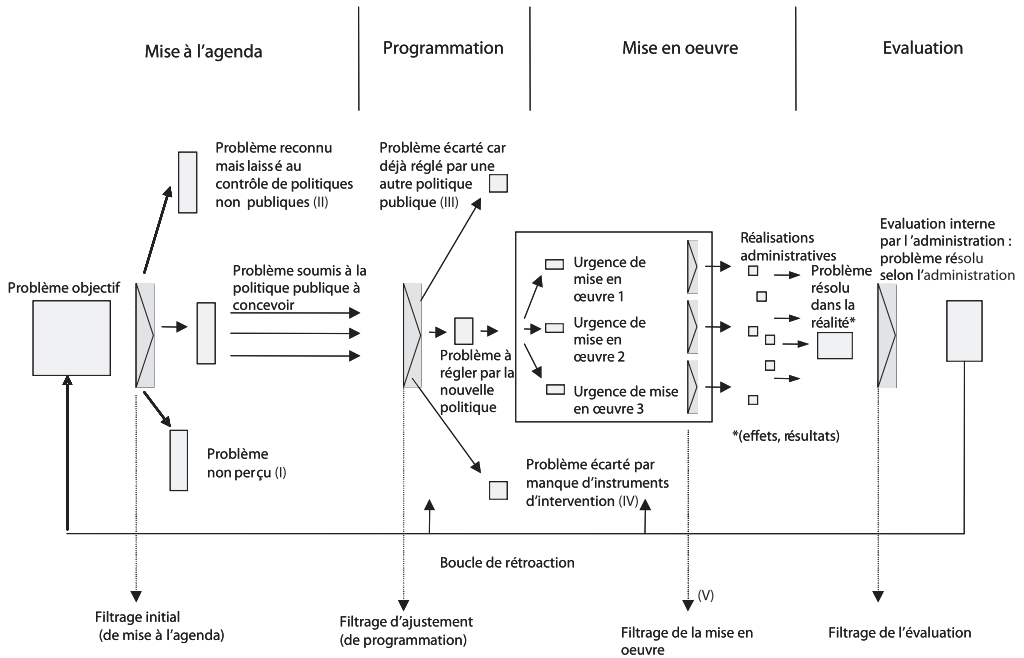 Mise à l'agenda
Programmation
Mise en oeuvre
Evaluation
Problème reconnu
mais laissé au
contrôle de politiques
non publiques (II)
Problème écarté car
déjà réglé par une
autre politique
publique (III)
Problème objectif
Problème soumis à la
politique publique à
concevoir
Problème
non perçu (I)
Problème à
régler par la
nouvelle
politique
Urgence de
mise en
œuvre 1
Urgence de
mise en
œuvre 2
Urgence de mise
en œuvre 3
Réalisations
administratives
Problème
résolu
dans la
réalité*
*(effets, résultats)
Evaluation interne
par l'administration :
problème résolu
selon l'administration
Problème écarté par
manque d'instruments
d'intervention (IV)
Boucle de rétroaction
Filtrage initial
(de mise à l'agenda)
Filtrage d'ajustement
(de programmation)
(V)
Filtrage de la mise en
oeuvre
Filtrage de l'évaluation